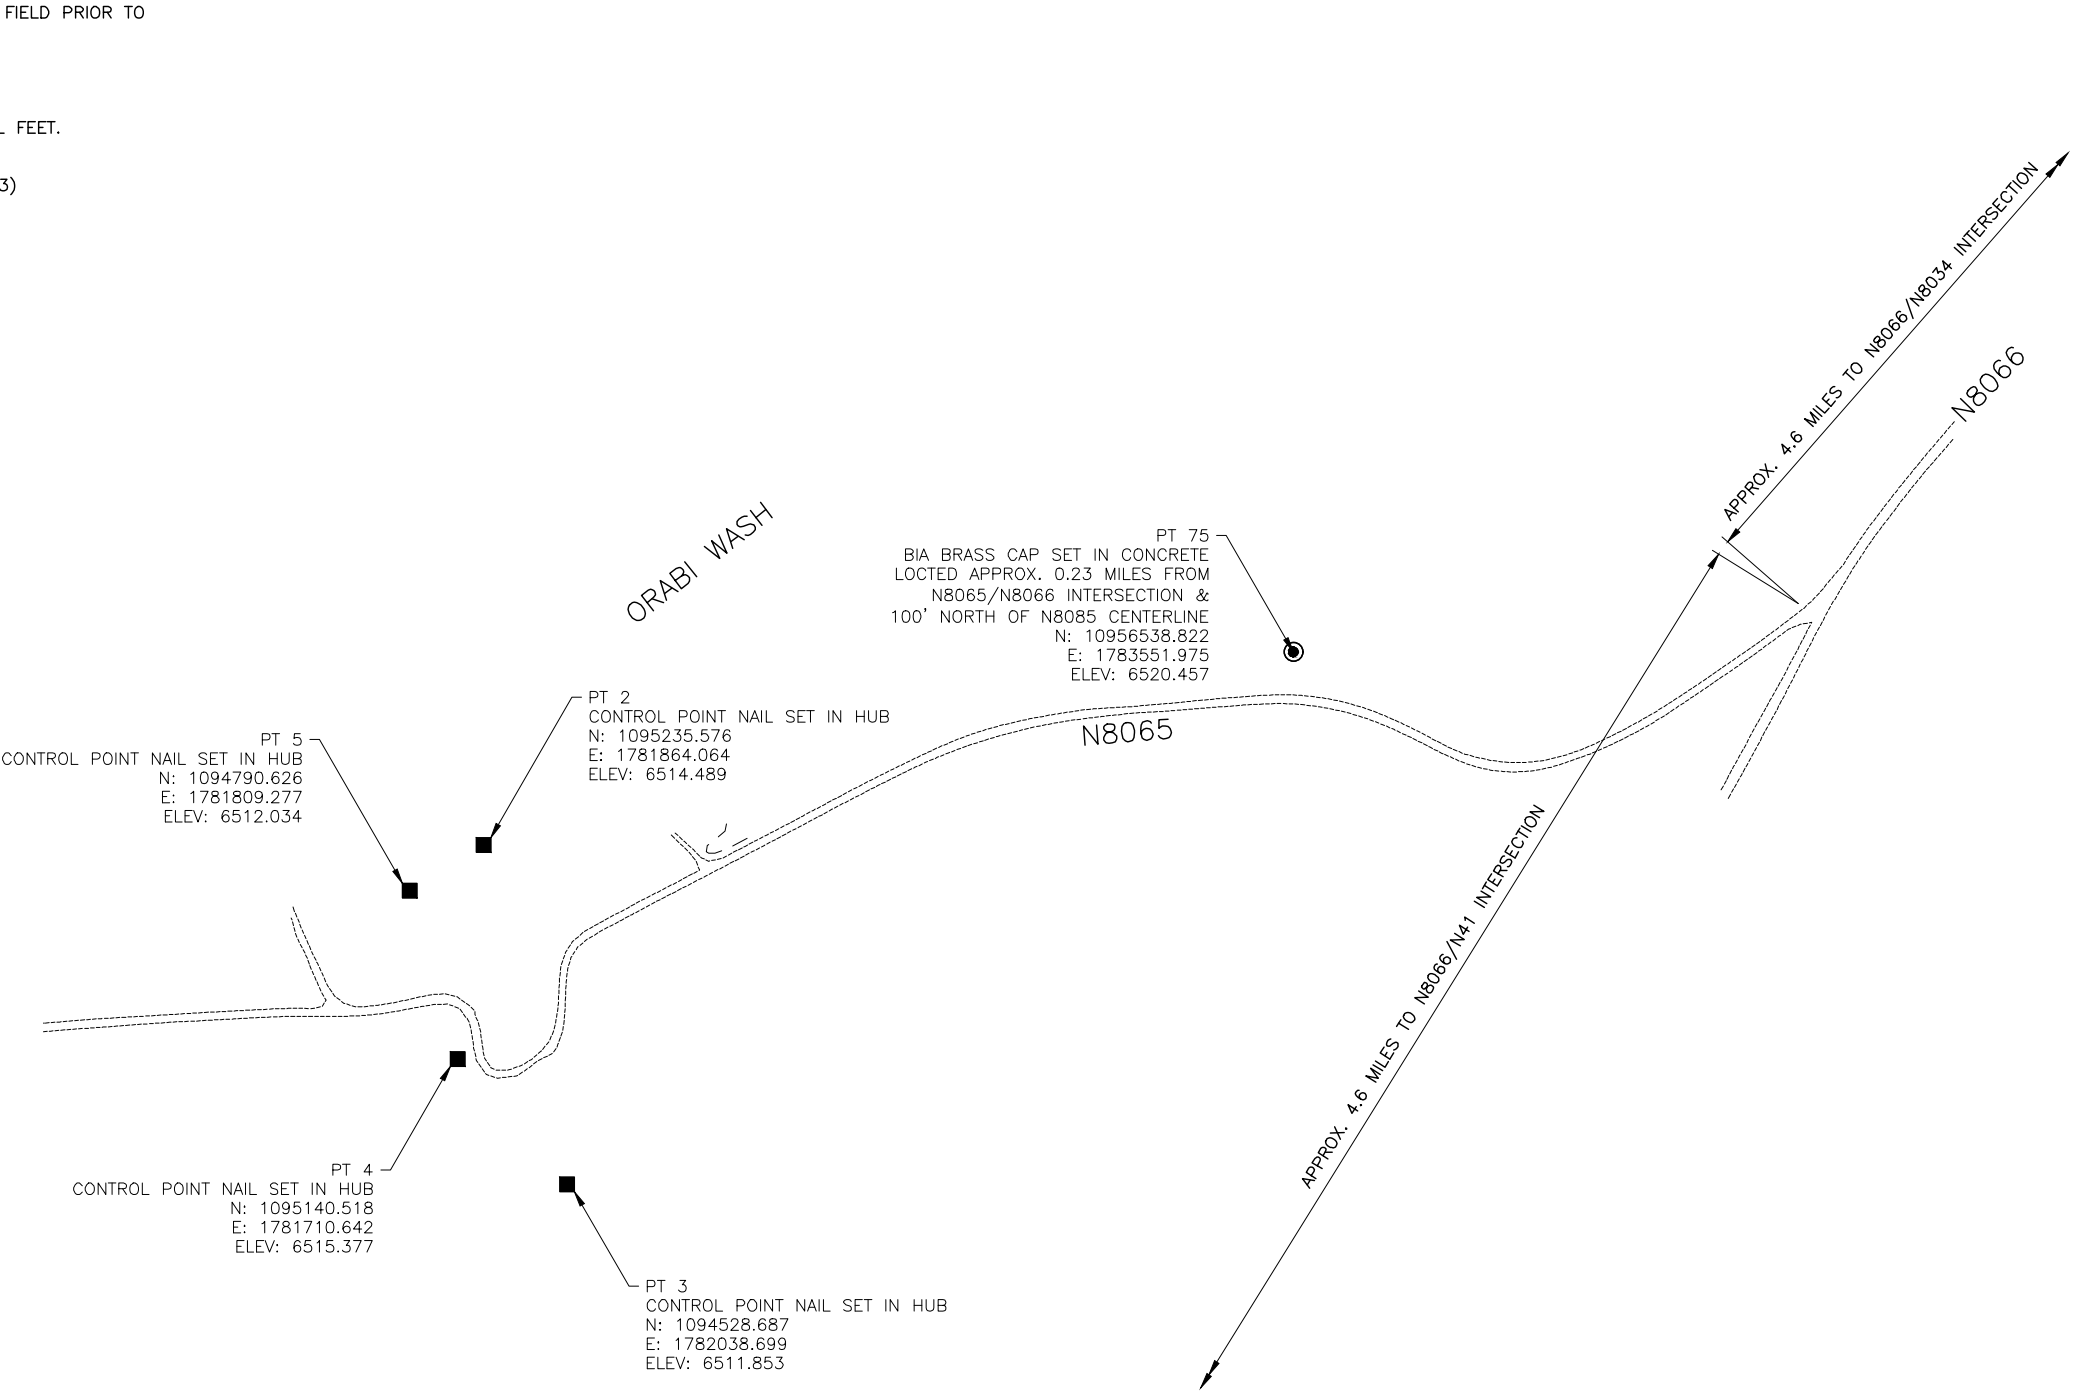 FIELD PRIOR TO
L FEET.
3)
APPROX. 4.6 MILES TO N8066/N8034 INTERSECTION
N8066
ORABI WASH
PT 75
BIA BRASS CAP SET IN CONCRETE
LOCTED APPROX. 0.23 MILES FROM
N8065/N8066 INTERSECTION &
100' NORTH OF N8085 CENTERLINE
N: 10956538.822
E: 1783551.975
ELEV: 6520.457
PT 2
CONTROL POINT NAIL SET IN HUB
N: 1095235.576
E: 1781864.064
ELEV: 6514.489
N8065
PT 5
CONTROL POINT NAIL SET IN HUB
N: 1094790.626
E: 1781809.277
ELEV: 6512.034
APPROX. 4.6 MILES TO N8066/N41 INTERSECTION
PT 4
CONTROL POINT NAIL SET IN HUB
N: 1095140.518
E: 1781710.642
ELEV: 6515.377
PT 3
CONTROL POINT NAIL SET IN HUB
N: 1094528.687
E: 1782038.699
ELEV: 6511.853